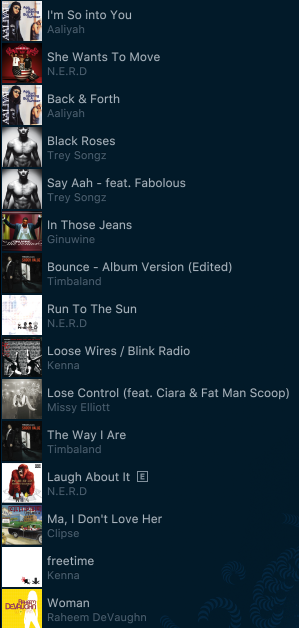 I'm So into You
Aaliyah
She Wants To Move
N.E.R.D
Back & Forth
Aaliyah
Black Roses
Trey Songz
Say Aah - feat. Fabolous
Trey Songz
In Those Jeans
Ginuwine
Bounce - Album Version (Edited)
Timbaland
Run To The Sun
N.E.R.D
Loose Wires / Blink Radio
Kenna
Lose Control (feat. Ciara & Fat Man Scoop)
Missy Elliott
The Way I Are
Timbaland
Laugh About It E
N.E.R.D
Ma, I Don't Love Her
Clipse
freetime
Kenna
Woman
Raheem DeVaughn